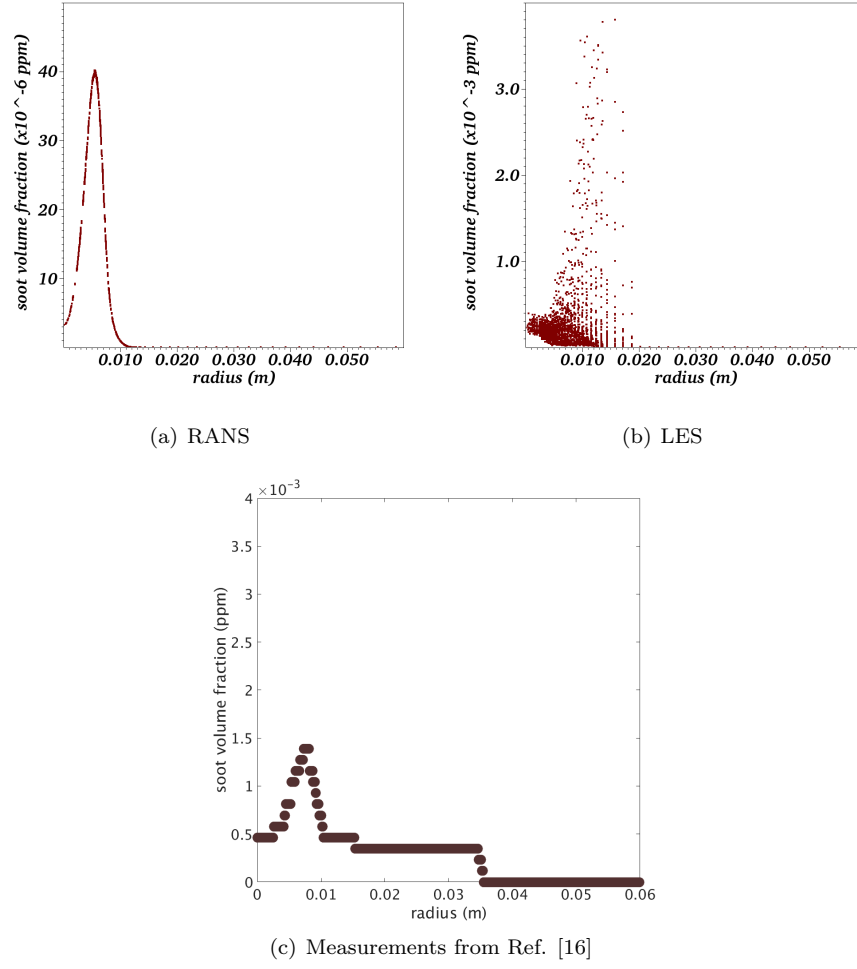 soot volume fraction (x10^-6 ppm)
40
30
20
10
0.010 0.020 0.030 0.040 0.050
radius (m)
(a) RANS
soot volume fraction (x10^-3 ppm)
3.0
2.0
1.0
0.010 0.020 0.030 0.040 0.050
radius (m)
(b) LES
×10⁻³
soot volume fraction (ppm)
4
3.5
3
2.5
2
1.5
1
0.5
0
0 0.01 0.02 0.03 0.04 0.05 0.06
radius (m)
(c) Measurements from Ref. [16]